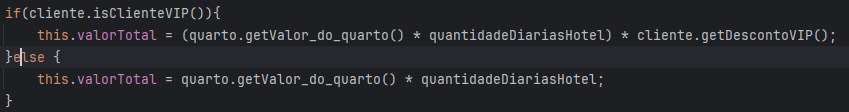 if(cliente.isClienteVIP()){
    this.valorTotal = (quarto.getValor_do_quarto() * quantidadeDiariasHotel) * cliente.getDescontoVIP();
}else {
    this.valorTotal = quarto.getValor_do_quarto() * quantidadeDiariasHotel;
}